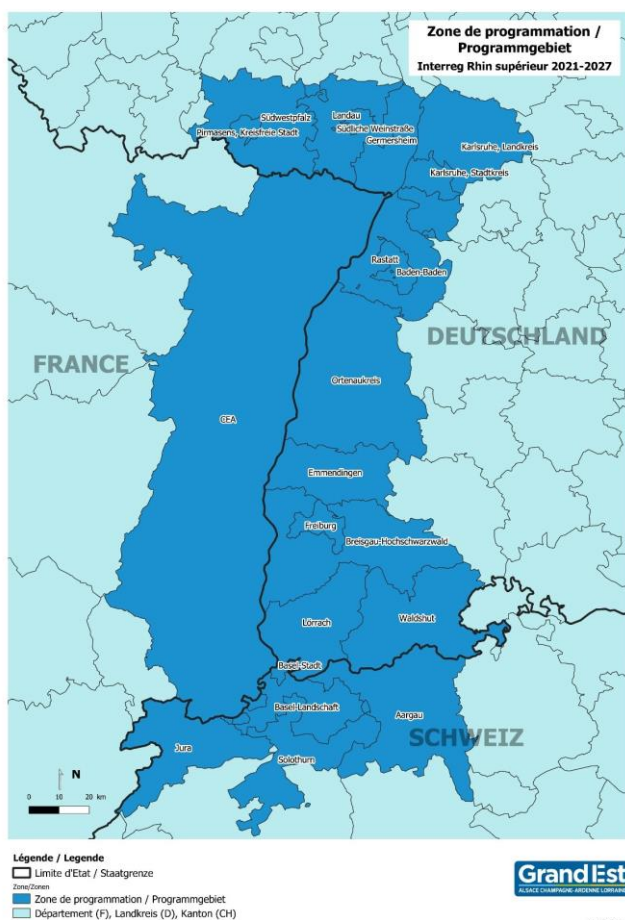 Zone de programmation /
Programmgebiet
Interreg Rhin supérieur 2021-2027
Südwestpfalz
Landau
Pirmasens, Kreisfreie-Stadt
Südliche Weinstraße
Germersheim
Karlsruhe, Landkreis
Karlsruhe, Stadtkreis
Rastatt
Baden-Baden
DEUTSCHLAND
FRANCE
Ortenaukreis
CEA
Emmendingen
Freiburg
Breisgau-Hochschwarzwald
Lörrach
Waldshut
Basel-Stadt
Basel-Landschaft
Aargau
SCHWEIZ
Jura
Solothurn
N
0 10 20 km
Légende / Legende
Limite d'Etat / Staatgrenze
Zone/Zonen
Zone de programmation / Programmgebiet
Département (F), Landkreis (D), Kanton (CH)
GrandEst
ALSACE CHAMPAGNE-ARDENNE LORRAINE